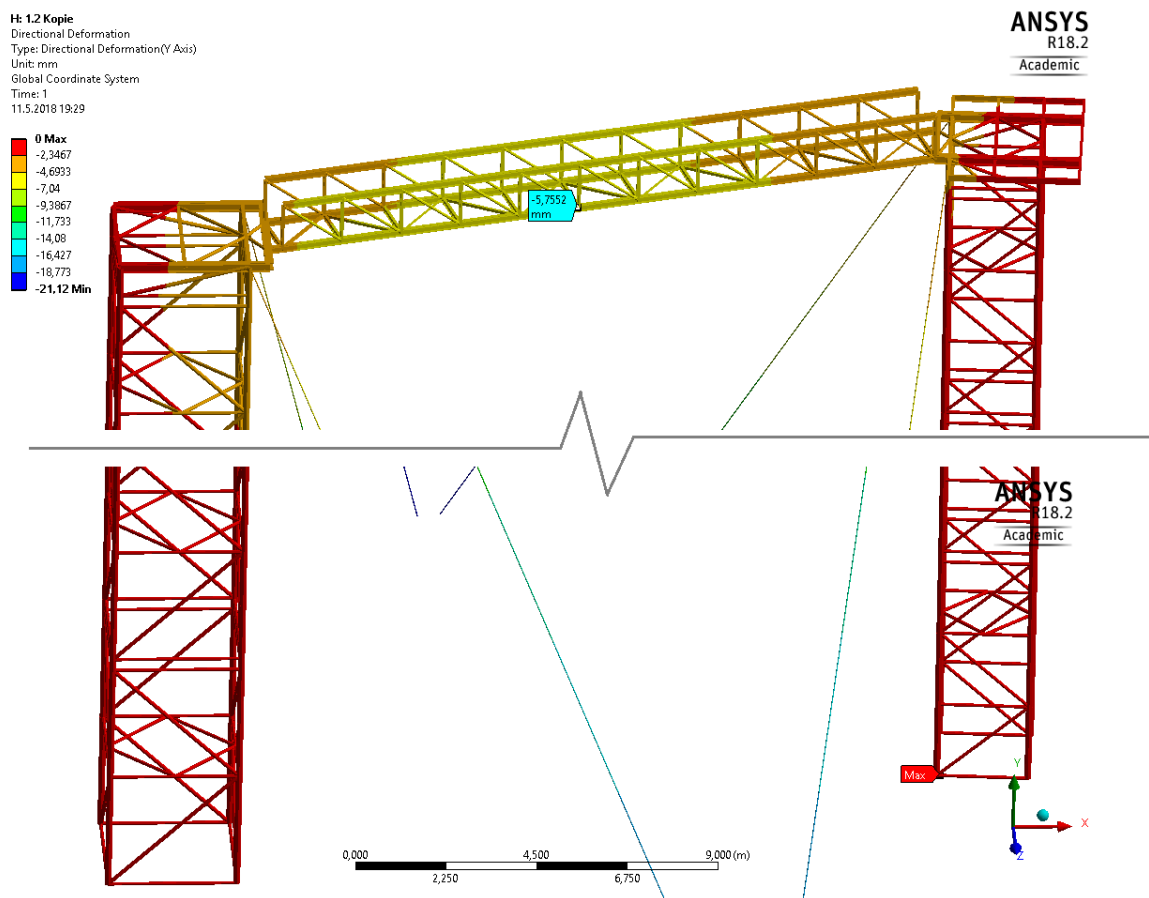 H: 1.2 Kopie
Directional Deformation
Type: Directional Deformation(Y Axis)
Unit: mm
Global Coordinate System
Time: 1
11.5.2018 19:29
ANSYS
R18.2
Academic
0 Max
-2,3467
-4,6933
-7,04
-9,3867
-11,733
-14,08
-16,427
-18,773
-21,12 Min
-5,7552
mm
ANSYS
R18.2
Academic
Max
Y
X
Z
0,000
4,500
9,000 (m)
2,250
6,750